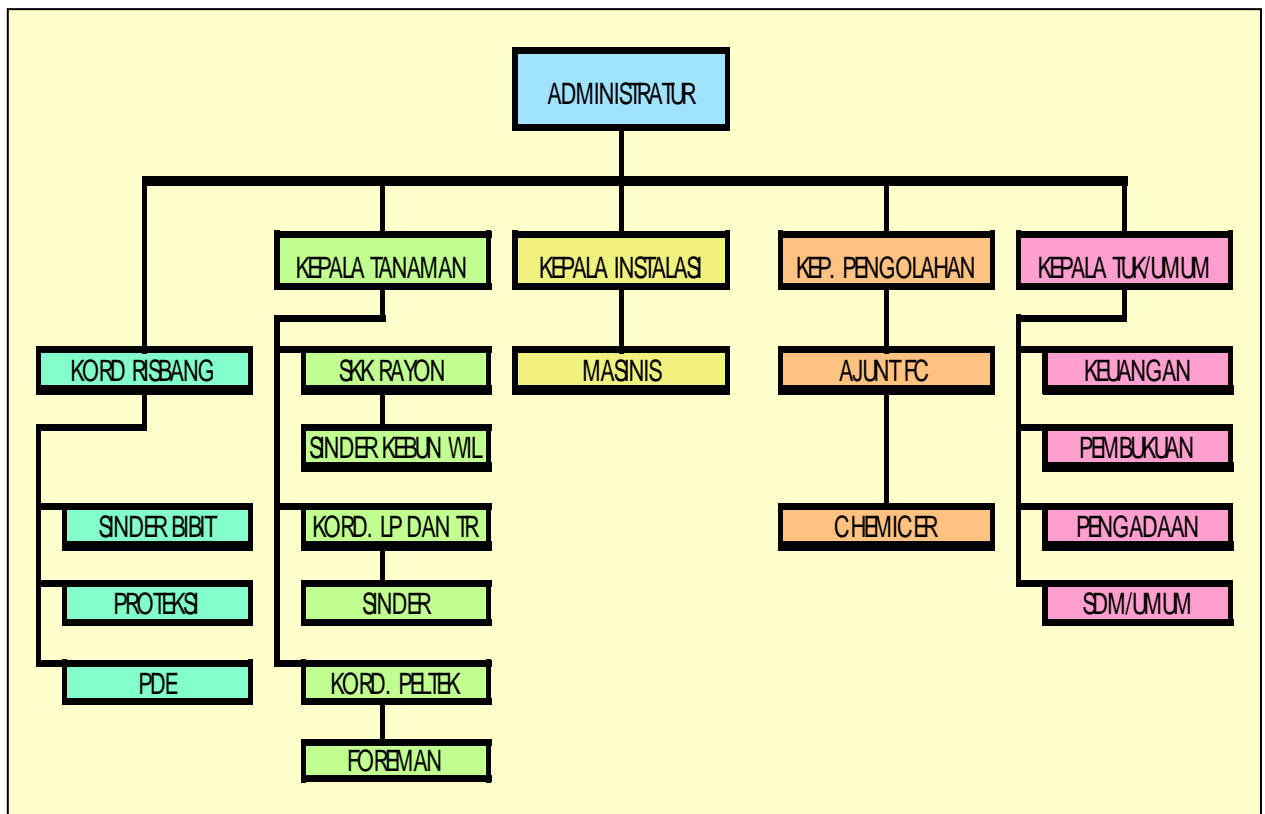 ADMINISTRATUR
KEPALA TANAMAN
KEPALA INSTALASI
KEP. PENGOLAHAN
KEPALA TUK/UMUM
KORD RISBANG
SKK RAYON
MASINIS
AJUNT FC
KEUANGAN
SINDER KEBUN WIL
PEMBUKUAN
SINDER BIBIT
KORD. LP DAN TR
CHEMICER
PENGADAAN
PROTEKSI
SINDER
SDM/UMUM
PDE
KORD. PELTEK
FOREMAN